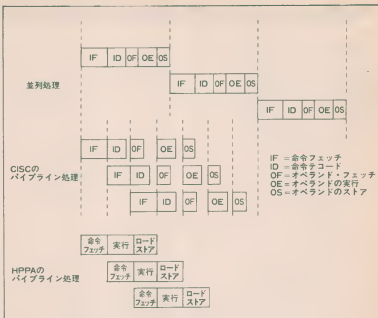 IF ID OF OE OS
並列処理
IF ID OF OE OS
IF ID OF OE OS
IF ID OF OE OS
CISCの
パイプライン処理
IF ID OF OE OS
IF ID OF OE OS
IF =命令フェッチ
ID =命令デコード
OF=オペランド・フェッチ
OE=オペランドの実行
OS=オペランドのストア
命令フェッチ 実行 ロードストア
HPPAの
パイプライン処理
命令フェッチ 実行 ロードストア
命令フェッチ 実行 ロードストア